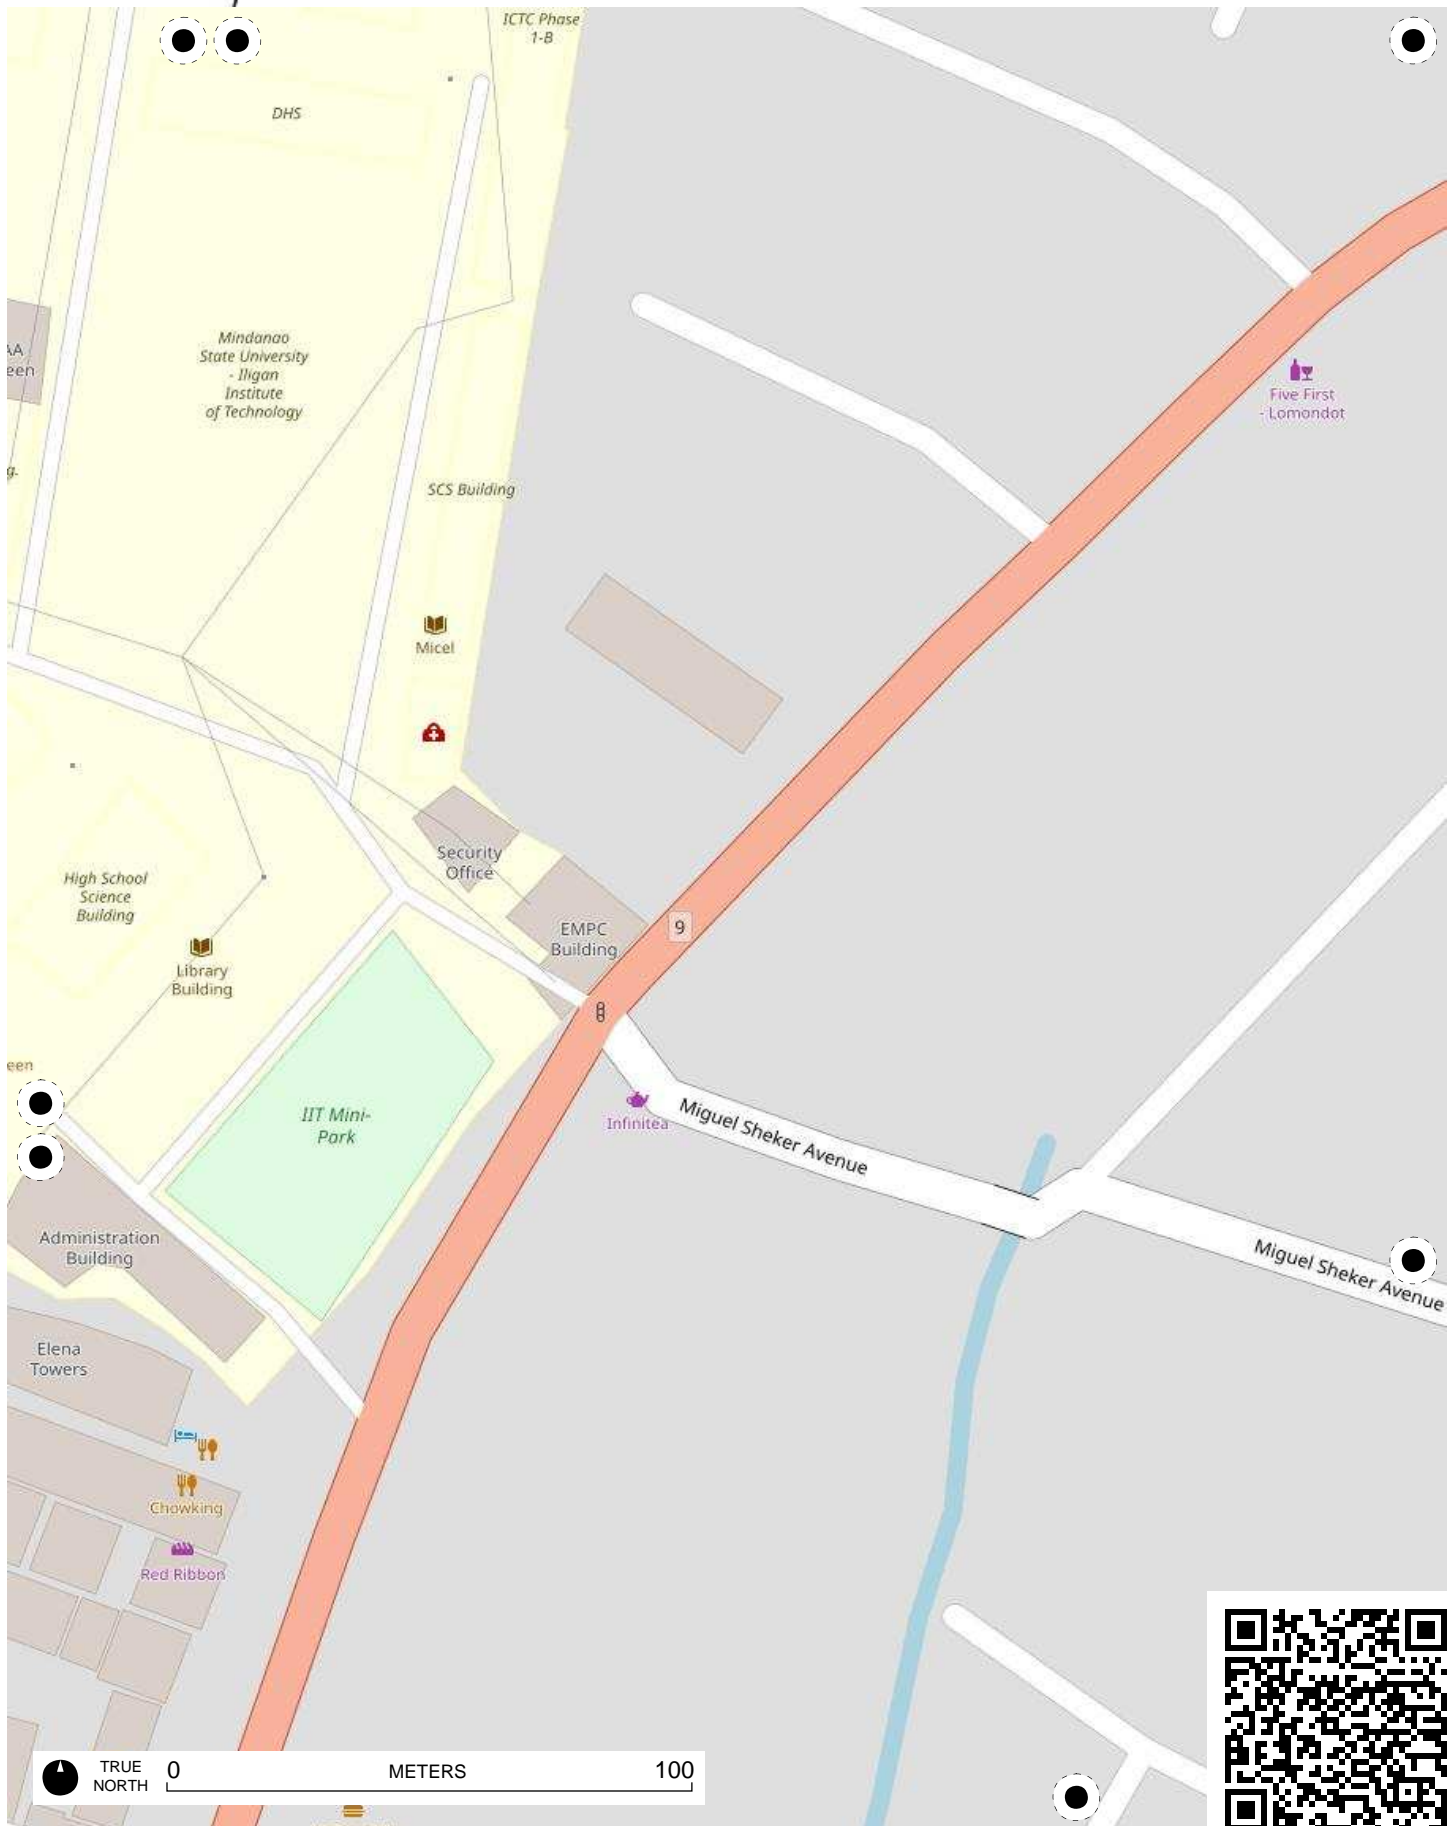 ICTC Phase
1-B
DHS
Mindanao
State University
- Iligan
Institute
of Technology
AA
een
Five First
- Lomondot
g.
SCS Building
Micel
Security
Office
High School
Science
Building
EMPC
Building
9
Library
Building
een
IIT Mini-
Park
Infinitea
Miguel Sheker Avenue
Administration
Building
Miguel Sheker Avenue
Elena
Towers
Chowking
Red Ribbon
TRUE
NORTH
0 METERS 100